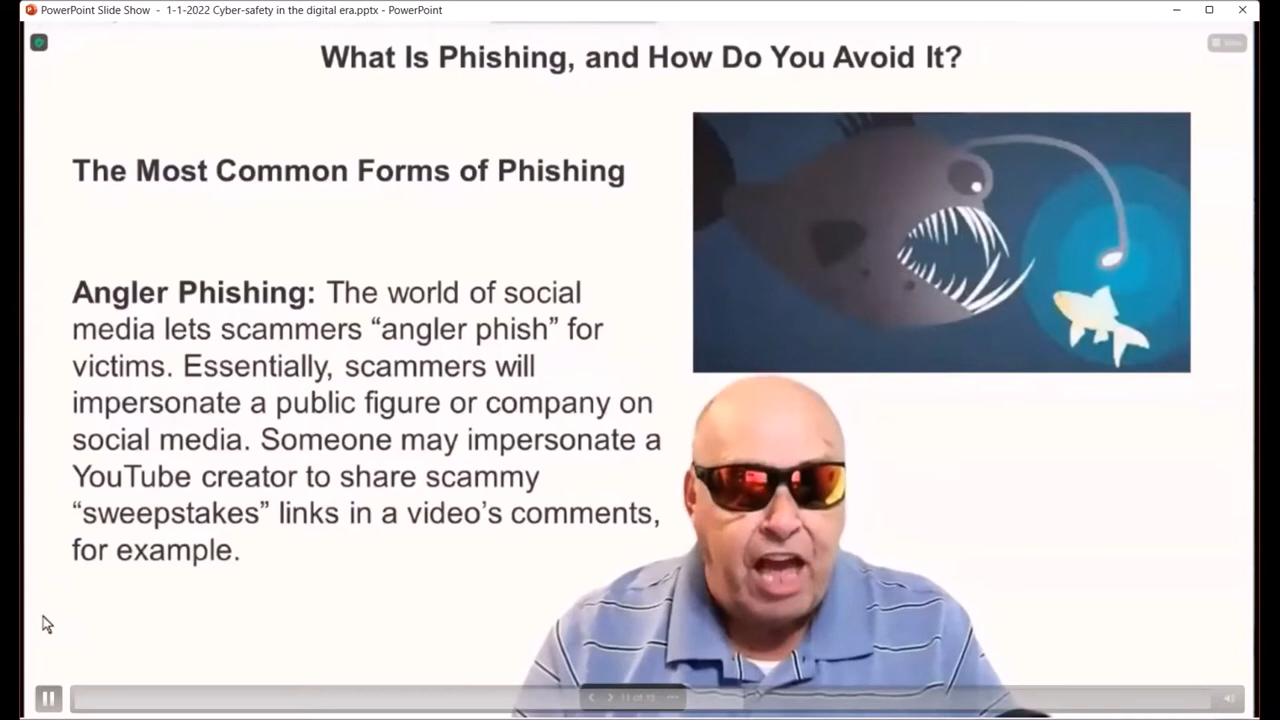 PowerPoint Slide Show - 1-1-2022 Cyber-safety in the digital era.pptx - PowerPoint
What Is Phishing, and How Do You Avoid It?
The Most Common Forms of Phishing
Angler Phishing: The world of social
media lets scammers “angler phish” for
victims. Essentially, scammers will
impersonate a public figure or company on
social media. Someone may impersonate a
YouTube creator to share scammy
“sweepstakes” links in a video’s comments,
for example.
11 of 15